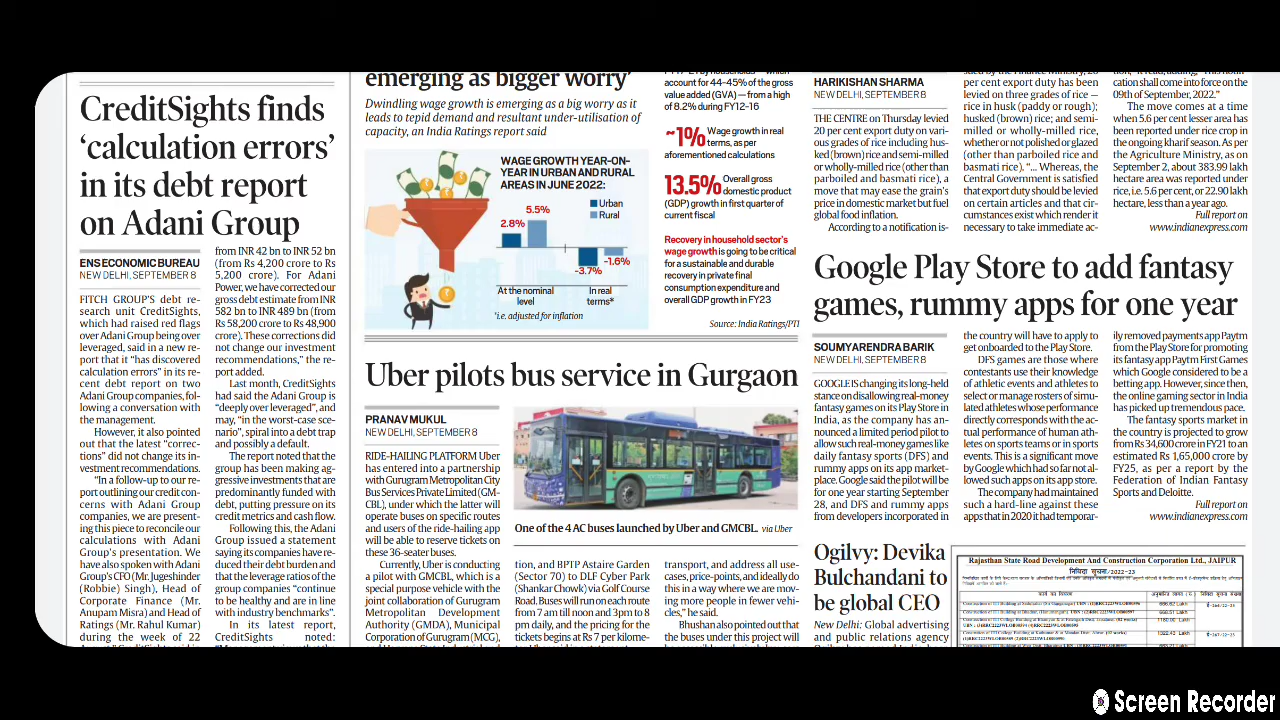 CreditSights finds
‘calculation errors’
in its debt report
on Adani Group
ENS ECONOMIC BUREAU
NEW DELHI, SEPTEMBER 8
FITCH GROUP'S debt re-
search unit CreditSights,
which had raised red flags
over Adani Group being over
leveraged, said in a new re-
port that it “has discovered
calculation errors” in its re-
cent debt report on two
Adani Group companies, fol-
lowing a conversation with
the management.
However, it also pointed
out that the latest “correc-
tions” did not change its in-
vestment recommendations.
“In a follow-up to our re-
port outlining our credit con-
cerns with Adani Group
companies, we are present-
ing this piece to reconcile our
calculations with Adani
Group's presentation. We
have also spoken with Adani
Group's CFO (Mr. Jugeshinder
(Robbie) Singh), Head of
Corporate Finance (Mr.
Anupan Misra) and Head of
Ratings (Mr. Rahul Kumar)
during the week of 22
from INR 42 bn to INR 52 bn
(from Rs 4,200 crore to Rs
5,200 crore). For Adani
Power, we have corrected our
gross debt estimate from INR
582 bn to INR 489 bn (from
Rs 58,200 crore to Rs 48,900
crore). These corrections did
not change our investment
recommendations,” the re-
port added.
Last month, CreditSights
had said the Adani Group is
“deeply over leveraged”, and
may, “in the worst-case sce-
nario”, spiral into a debt trap
and possibly a default.
The report noted that the
group has been making ag-
gressive investments that are
predominantly funded with
debt, putting pressure on its
credit metrics and cash flow.
Following this, the Adani
Group issued a statement
saying its companies have re-
duced their debt burden and
that the leverage ratios of the
group companies “continue
to be healthy and are in line
with industry benchmarks”.
In its latest report,
CreditSights noted:
emerging as bigger worry’
Dwindling wage growth is emerging as a big worry as it
leads to tepid demand and resultant under-utilisation of
capacity, an India Ratings report said
WAGE GROWTH YEAR-ON-
YEAR IN URBAN AND RURAL
AREAS IN JUNE 2022:
Urban
Rural
2.8%
5.5%
-3.7%
-1.6%
At the nominal
level
In real
terms*
*i.e. adjusted for inflation
account for 44-45% of the gross
value added (GVA) — from a high
of 8.2% during FY12-16
~1% Wage growth in real
terms, as per
aforementioned calculations
13.5% Overall gross
domestic product
(GDP) growth in first quarter of
current fiscal
Recovery in household sector's
wage growth is going to be critical
for a sustainable and durable
recovery in private final
consumption expenditure and
overall GDP growth in FY23
Source: India Ratings/PTI
Uber pilots bus service in Gurgaon
PRANAV MUKUL
NEW DELHI, SEPTEMBER 8
RIDE-HAILING PLATFORM Uber
has entered into a partnership
with Gurugram Metropolitan City
Bus Services Private Limited (GM-
CBL), under which the latter will
operate buses on specific routes
and users of the ride-hailing app
will be able to reserve tickets on
these 36-seater buses.
Currently, Uber is conducting
a pilot with GMCBL, which is a
special purpose vehicle with the
joint collaboration of Gurugram
Metropolitan Development
Authority (GMDA), Municipal
Corporation of Gurugram (MCG),
One of the 4 AC buses launched by Uber and GMCBL. via Uber
tion, and BPTP Astaire Garden
(Sector 70) to DLF Cyber Park
(Shankar Chowk) via Golf Course
Road. Buses will run on each route
from 7 am till noon and 3pm to 8
pm daily, and the pricing for the
tickets begins at Rs 7 per kilome-
transport, and address all use-
cases, price-points, and ideally do
this in a way where we are mov-
ing more people in fewer vehi-
cles,” he said.
Bhushan also pointed out that
the buses under this project will
HARIKISHAN SHARMA
NEW DELHI, SEPTEMBER 8
THE CENTRE on Thursday levied
20 per cent export duty on vari-
ous grades of rice including hus-
ked (brown) rice and semi-milled
or wholly-milled rice (other than
parboiled and basmati rice), a
move that may ease the grain's
price in domestic market but fuel
global food inflation.
According to a notification is-
sued by the Finance Ministry, 20
per cent export duty has been
levied on three grades of rice —
rice in husk (paddy or rough);
husked (brown) rice; and semi-
milled or wholly-milled rice,
whether or not polished or glazed
(other than parboiled rice and
basmati rice). “... Whereas, the
Central Government is satisfied
that export duty should be levied
on certain articles and that cir-
cumstances exist which render it
necessary to take immediate ac-
tion,” it read, adding, “This notifi-
cation shall come into force on the
09th of September, 2022.”
The move comes at a time
when 5.6 per cent lesser area has
been reported under rice crop in
the ongoing kharif season. As per
the Agriculture Ministry, as on
September 2, about 383.99 lakh
hectare area was reported under
rice, i.e. 5.6 per cent, or 22.90 lakh
hectare, less than a year ago.
Full report on
www.indianexpress.com
Google Play Store to add fantasy
games, rummy apps for one year
SOUMYARENDRA BARIK
NEW DELHI, SEPTEMBER 8
GOOGLE IS changing its long-held
stance on disallowing real-money
fantasy games on its Play Store in
India, as the company has an-
nounced a limited period pilot to
allow such real-money games like
daily fantasy sports (DFS) and
rummy apps on its app market-
place. Google said the pilot will be
for one year starting September
28, and DFS and rummy apps
from developers incorporated in
the country will have to apply to
get onboarded to the Play Store.
DFS games are those where
contestants use their knowledge
of athletic events and athletes to
select or manage rosters of simu-
lated athletes whose performance
directly corresponds with the ac-
tual performance of human ath-
letes on sports teams or in sports
events. This is a significant move
by Google which had so far not al-
lowed such apps on its app store.
The company had maintained
such a hard-line against these
apps that in 2020 it had temporar-
ily removed payments app Paytm
from the Play Store for promoting
its fantasy app Paytm First Games
which Google considered to be a
betting app. However, since then,
the online gaming sector in India
has picked up tremendous pace.
The fantasy sports market in
the country is projected to grow
from Rs 34,600 crore in FY21 to an
estimated Rs 1,65,000 crore by
FY25, as per a report by the
Federation of Indian Fantasy
Sports and Deloitte.
Full report on
www.indianexpress.com
Ogilvy: Devika
Bulchandani to
be global CEO
New Delhi: Global advertising
and public relations agency
Rajasthan State Road Development And Construction Corporation Ltd., JAIPUR
निविदा सूचना/2022-23
Screen Recorder